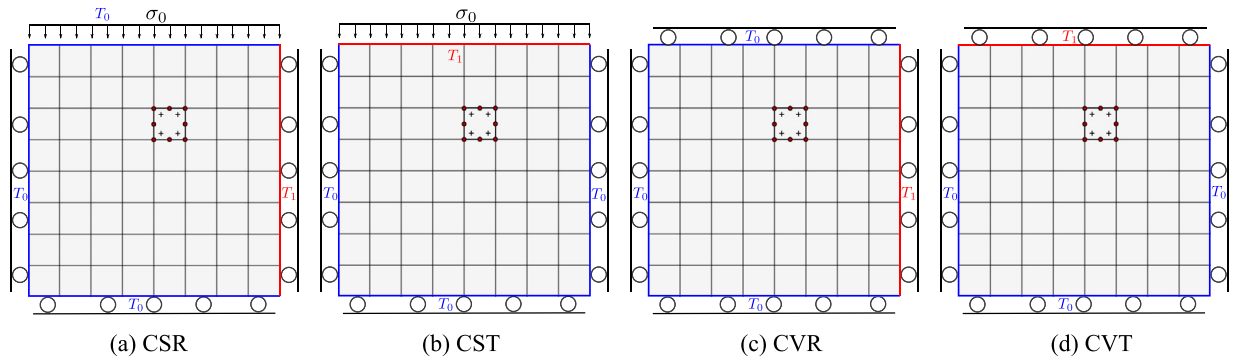 T₀ σ₀
T₀ T₁
T₀
(a) CSR
σ₀
T₁
T₀ T₀
T₀
(b) CST
T₀
T₀ T₁
T₀
(c) CVR
T₁
T₀ T₀
T₀
(d) CVT